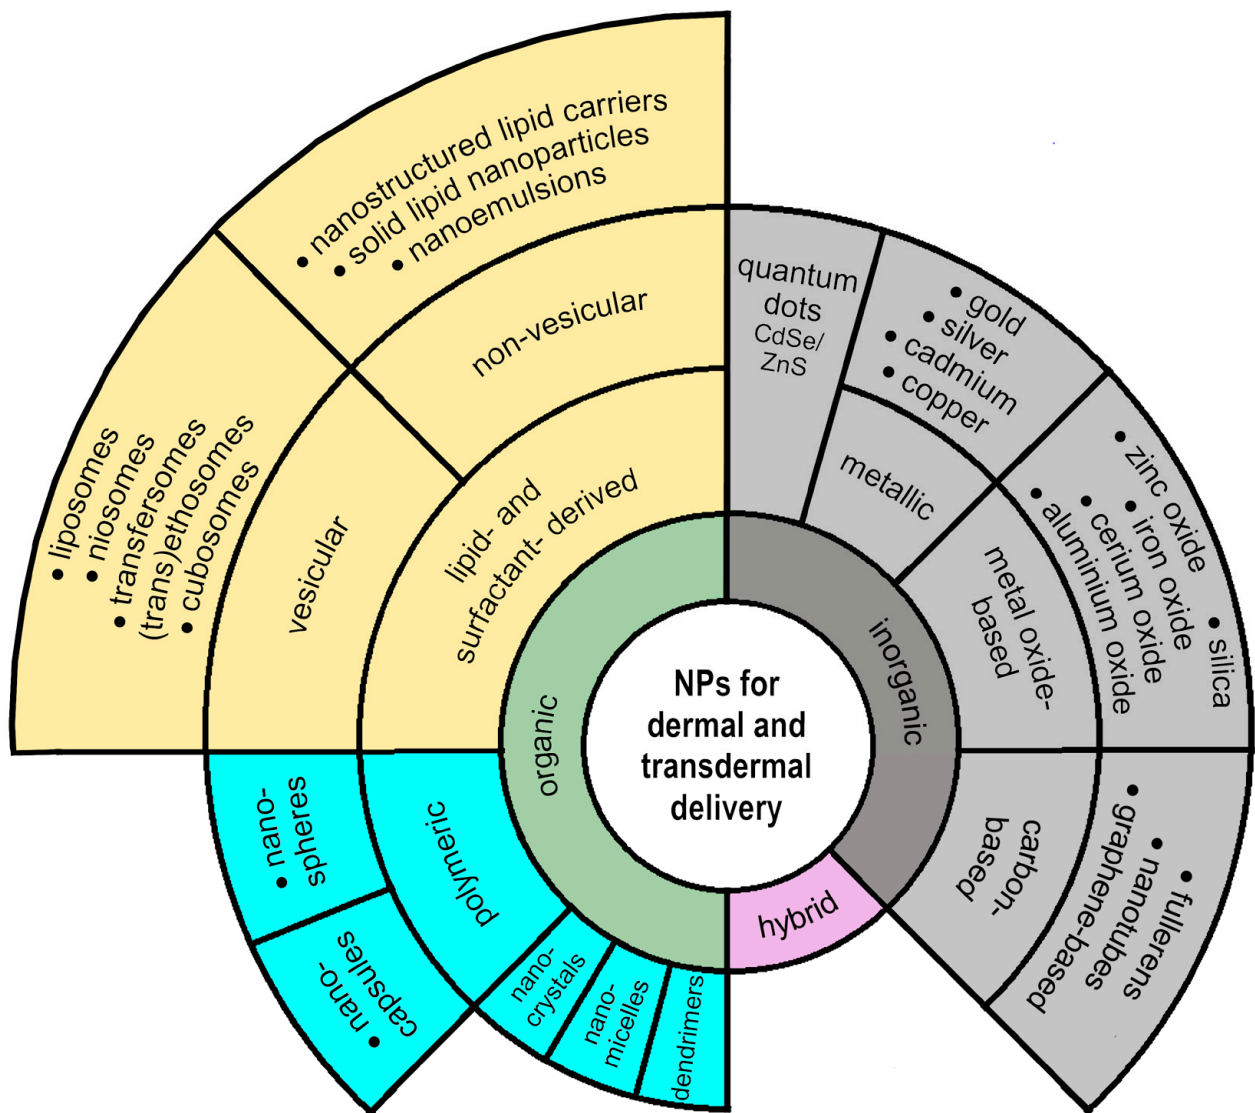 NPs for
dermal and
transdermal
delivery
organic
lipid- and
surfactant- derived
non-vesicular
• nanostructured lipid carriers
• solid lipid nanoparticles
• nanoemulsions
vesicular
• liposomes
• niosomes
• transfersomes
(trans)ethosomes
• cubosomes
polymeric
• nano-
spheres
• nano-
capsules
nano-
crystals
nano-
micelles
dendrimers
hybrid
inorganic
quantum
dots
CdSe/
ZnS
metallic
• gold
• silver
• cadmium
• copper
metal oxide-
based
• zinc oxide
• iron oxide
• cerium oxide
• aluminium oxide
• silica
carbon-
based
• fullerens
• nanotubes
• graphene-based